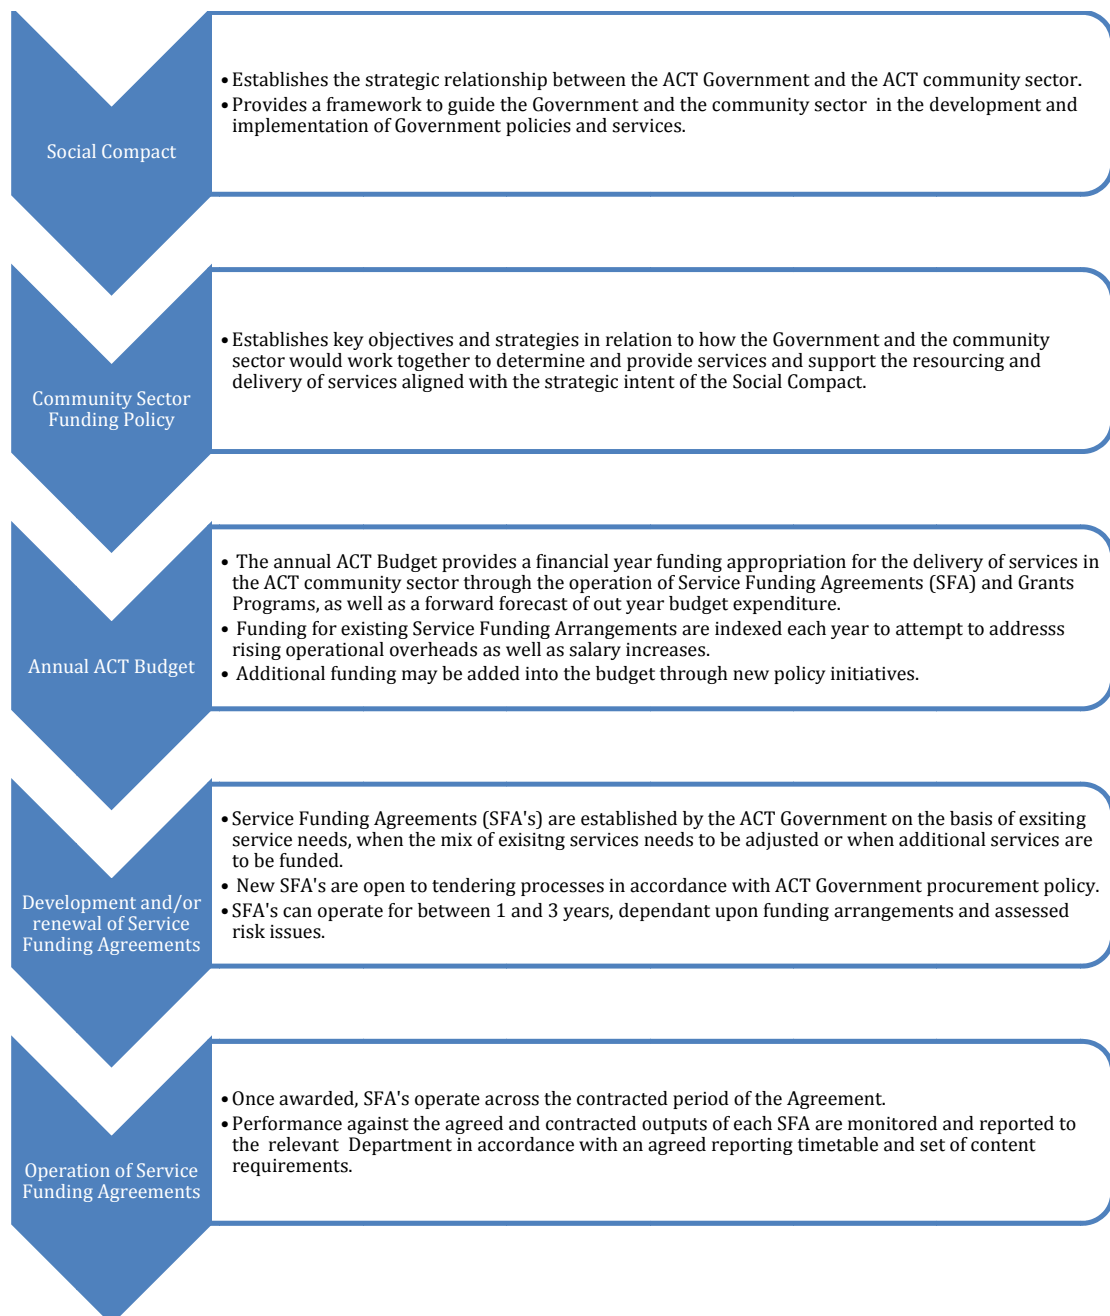 Social Compact
•Establishes the strategic relationship between the ACT Government and the ACT community sector.
•Provides a framework to guide the Government and the community sector in the development and
implementation of Government policies and services.
Community Sector
Funding Policy
•Establishes key objectives and strategies in relation to how the Government and the community
sector would work together to determine and provide services and support the resourcing and
delivery of services aligned with the strategic intent of the Social Compact.
Annual ACT Budget
• The annual ACT Budget provides a financial year funding appropriation for the delivery of services in
the ACT community sector through the operation of Service Funding Agreements (SFA) and Grants
Programs, as well as a forward forecast of out year budget expenditure.
• Funding for existing Service Funding Arrangements are indexed each year to attempt to addresss
rising operational overheads as well as salary increases.
• Additional funding may be added into the budget through new policy initiatives.
Development and/or
renewal of Service
Funding Agreements
•Service Funding Agreements (SFA's) are established by the ACT Government on the basis of exsiting
service needs, when the mix of exisitng services needs to be adjusted or when additional services are
to be funded.
• New SFA's are open to tendering processes in accordance with ACT Government procurement policy.
•SFA's can operate for between 1 and 3 years, dependant upon funding arrangements and assessed
risk issues.
Operation of Service
Funding Agreements
•Once awarded, SFA's operate across the contracted period of the Agreement.
•Performance against the agreed and contracted outputs of each SFA are monitored and reported to
the relevant Department in accordance with an agreed reporting timetable and set of content
requirements.